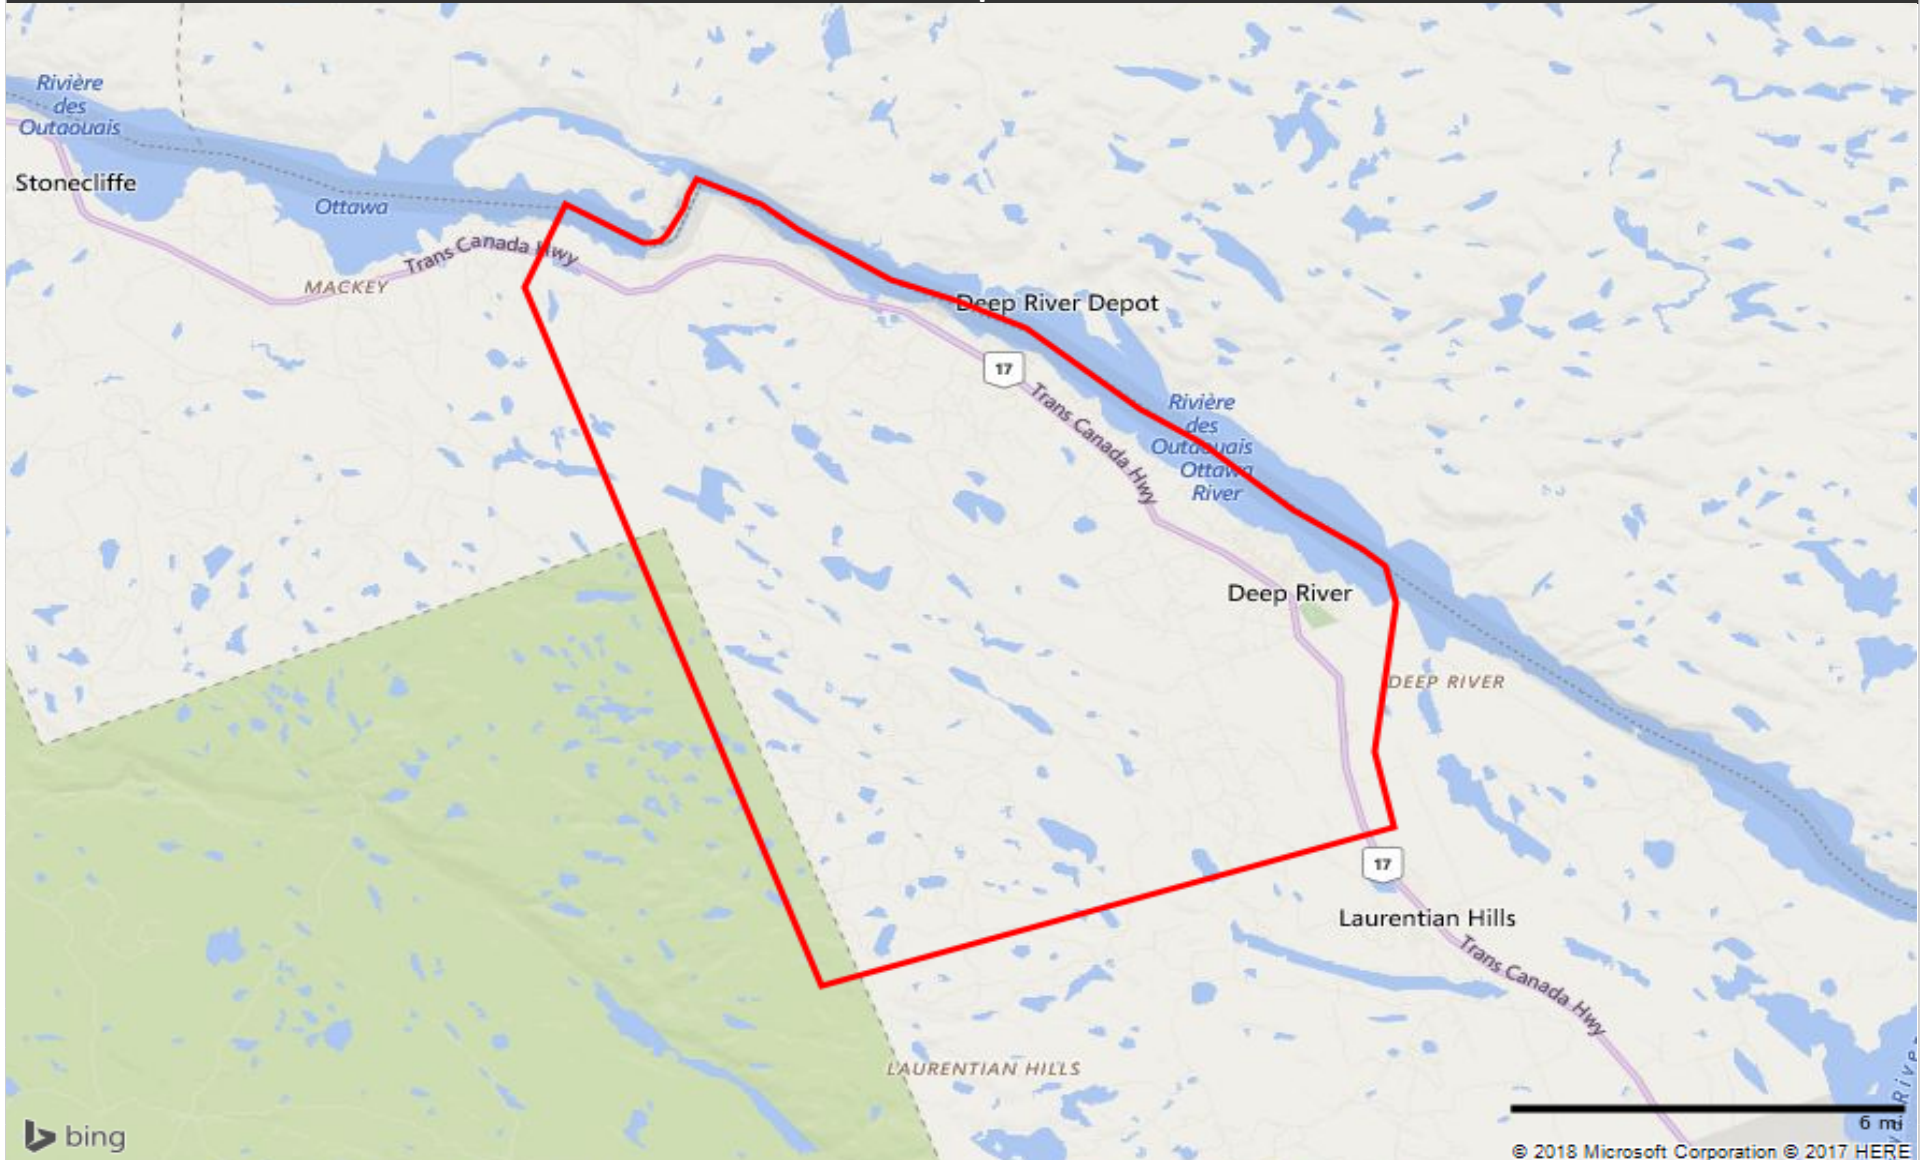 Rivière
des
Outaouais
Stonecliffe
Ottawa
Trans Canada Hwy
MACKEY
Deep River Depot
17
Trans Canada Hwy
Rivière
des
Outaouais
Ottawa
River
Deep River
DEEP RIVER
17
Laurentian Hills
Trans Canada Hwy
LAURENTIAN HILLS
River
6 mi
bing
© 2018 Microsoft Corporation © 2017 HERE